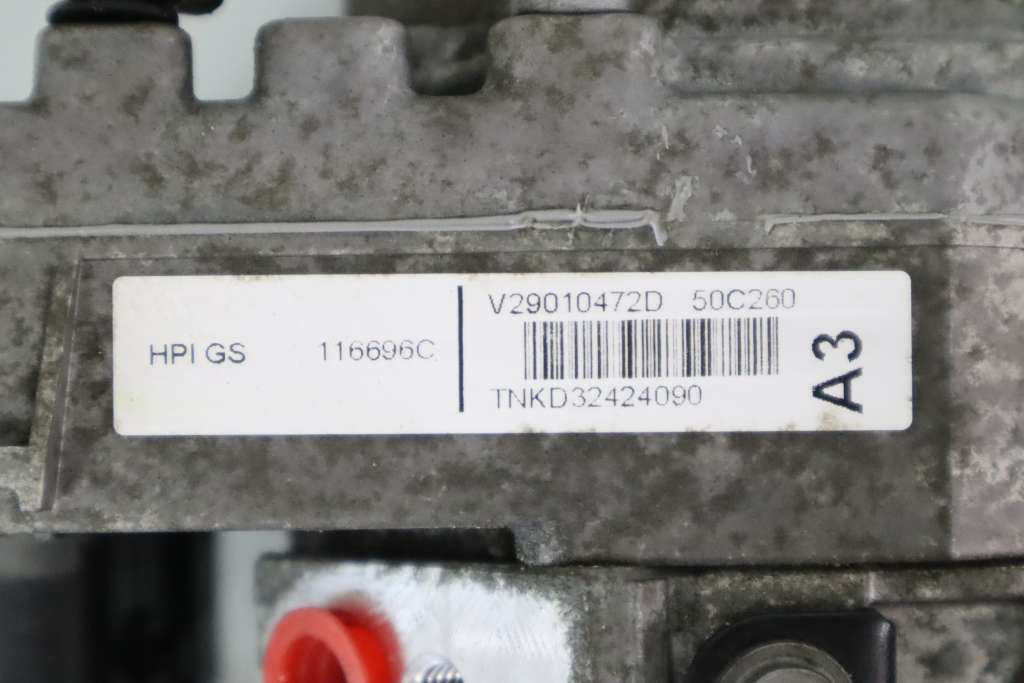 HPI GS 116696C
V29010472D 50C260
TNKD32424090
A3